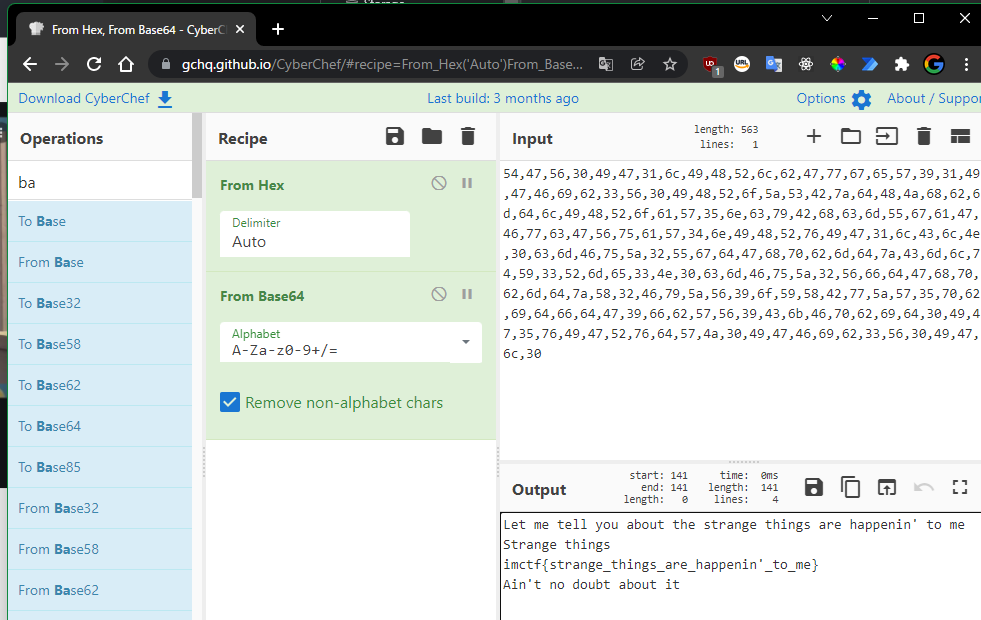 From Hex, From Base64 - CyberC
gchq.github.io/CyberChef/#recipe=From_Hex('Auto')From_Base...
1
URL
Download CyberChef
Last build: 3 months ago
Options
About / Suppor
Operations
Recipe
Input
length: 563
lines: 1
ba
To Base
From Base
To Base32
To Base58
To Base62
To Base64
To Base85
From Base32
From Base58
From Base62
From Hex
Delimiter
Auto
From Base64
Alphabet
A-Za-z0-9+/=
Remove non-alphabet chars
54,47,56,30,49,47,31,6c,49,48,52,6c,62,47,77,67,65,57,39,31,49
,47,46,69,62,33,56,30,49,48,52,6f,5a,53,42,7a,64,48,4a,68,62,6
d,64,6c,49,48,52,6f,61,57,35,6e,63,79,42,68,63,6d,55,67,61,47,
46,77,63,47,56,75,61,57,34,6e,49,48,52,76,49,47,31,6c,43,6c,4e
,30,63,6d,46,75,5a,32,55,67,64,47,68,70,62,6d,64,7a,43,6d,6c,7
4,59,33,52,6d,65,33,4e,30,63,6d,46,75,5a,32,56,66,64,47,68,70,
62,6d,64,7a,58,32,46,79,5a,56,39,6f,59,58,42,77,5a,57,35,70,62
,69,64,66,64,47,39,66,62,57,56,39,43,6b,46,70,62,69,64,30,49,4
7,35,76,49,47,52,76,64,57,4a,30,49,47,46,69,62,33,56,30,49,47,
6c,30
Output
start: 141
end: 141
length: 0
time: 0ms
length: 141
lines: 4
Let me tell you about the strange things are happenin' to me
Strange things
imctf{strange_things_are_happenin'_to_me}
Ain't no doubt about it